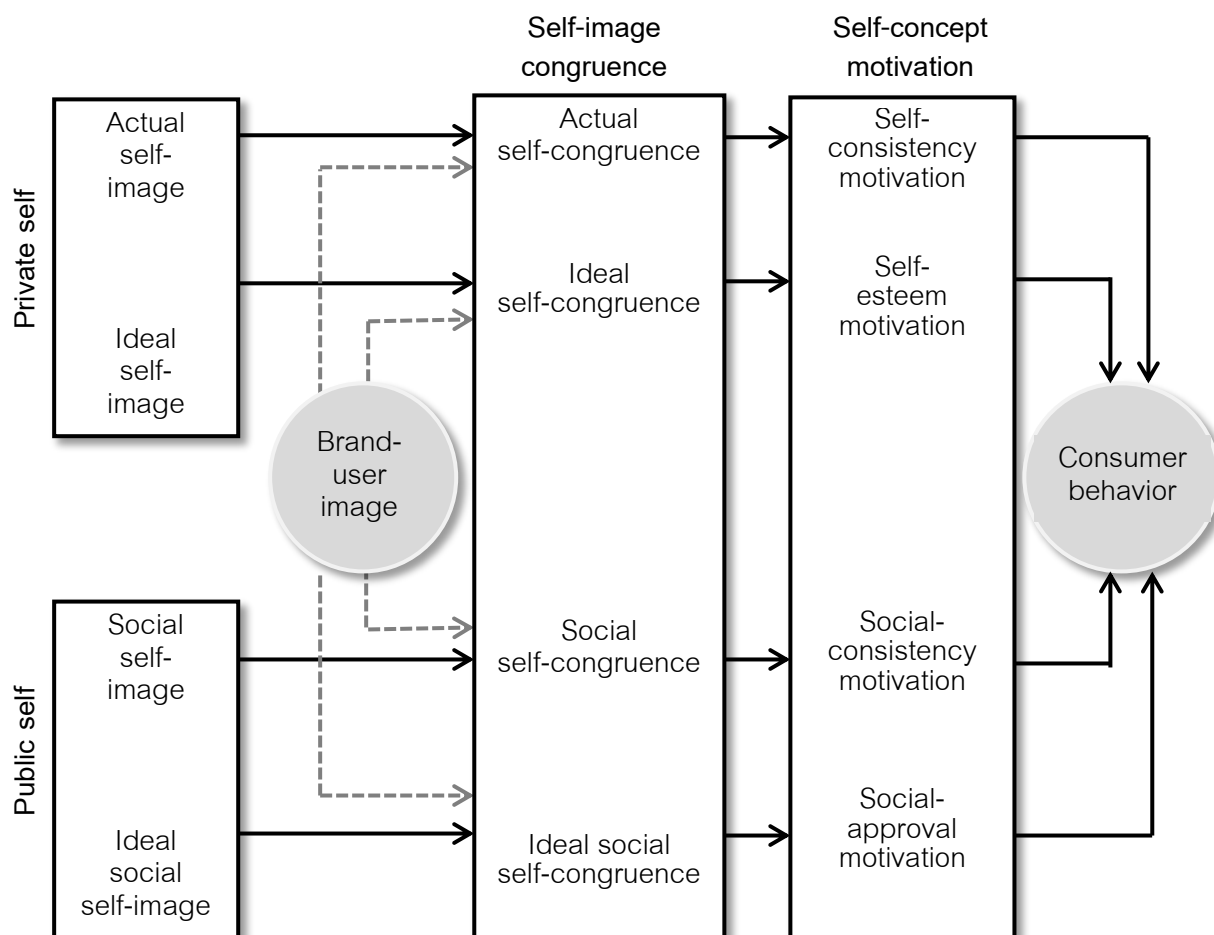 Self-image
congruence
Self-concept
motivation
Private self
Actual
self-
image
Ideal
self-
image
Brand-
user
image
Public self
Social
self-
image
Ideal
social
self-image
Actual
self-congruence
Ideal
self-congruence
Social
self-congruence
Ideal social
self-congruence
Self-
consistency
motivation
Self-
esteem
motivation
Social-
consistency
motivation
Social-
approval
motivation
Consumer
behavior